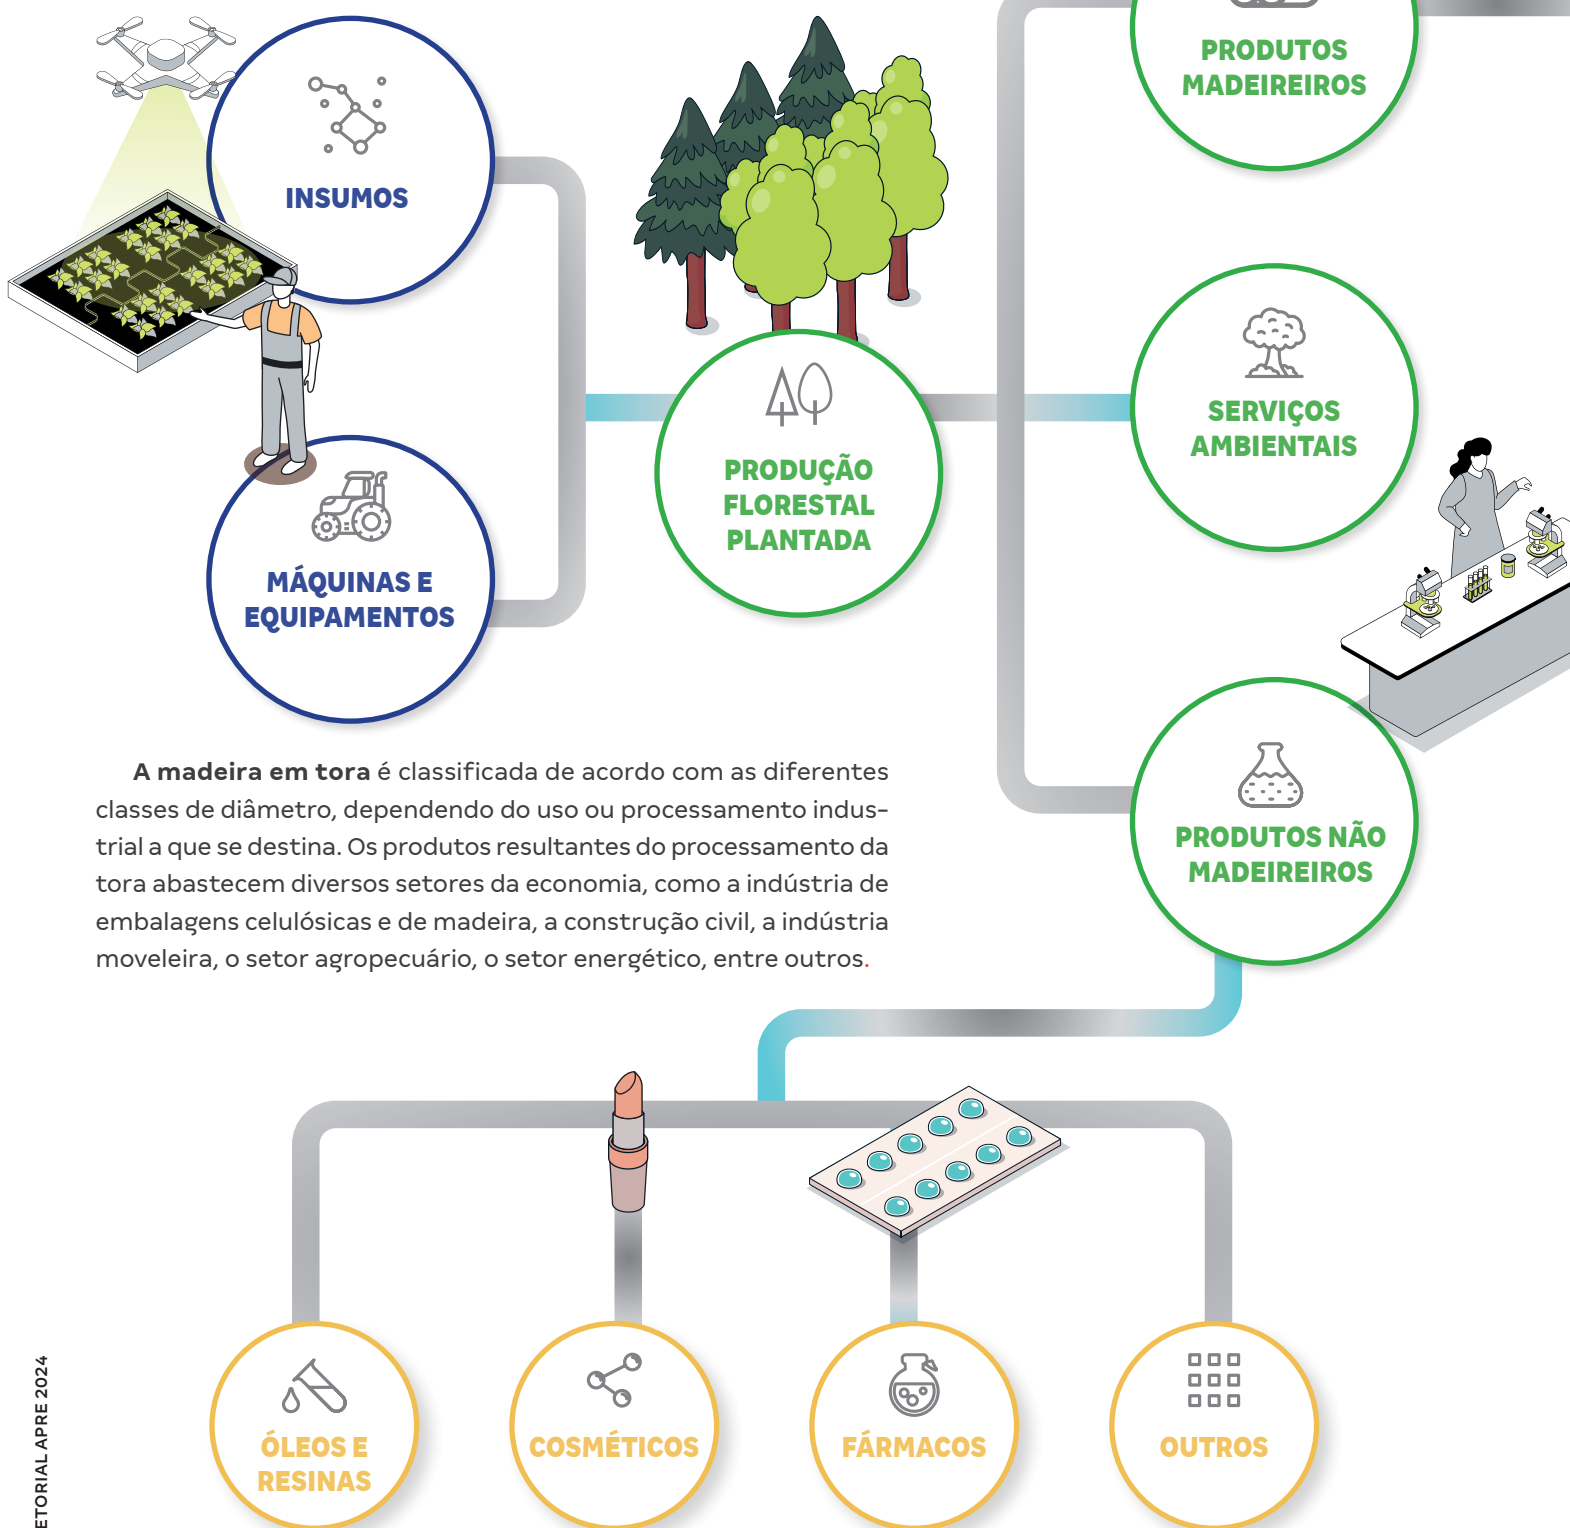 PRODUTOS
MADEIREIROS
INSUMOS
SERVIÇOS
AMBIENTAIS
PRODUÇÃO
FLORESTAL
PLANTADA
MÁQUINAS E
EQUIPAMENTOS
PRODUTOS NÃO
MADEIREIROS
A madeira em tora é classificada de acordo com as diferentes
classes de diâmetro, dependendo do uso ou processamento indus-
trial a que se destina. Os produtos resultantes do processamento da
tora abastecem diversos setores da economia, como a indústria de
embalagens celulósicas e de madeira, a construção civil, a indústria
moveleira, o setor agropecuário, o setor energético, entre outros.
ÓLEOS E
RESINAS
COSMÉTICOS
FÁRMACOS
OUTROS
ETORIAL APRE 2024